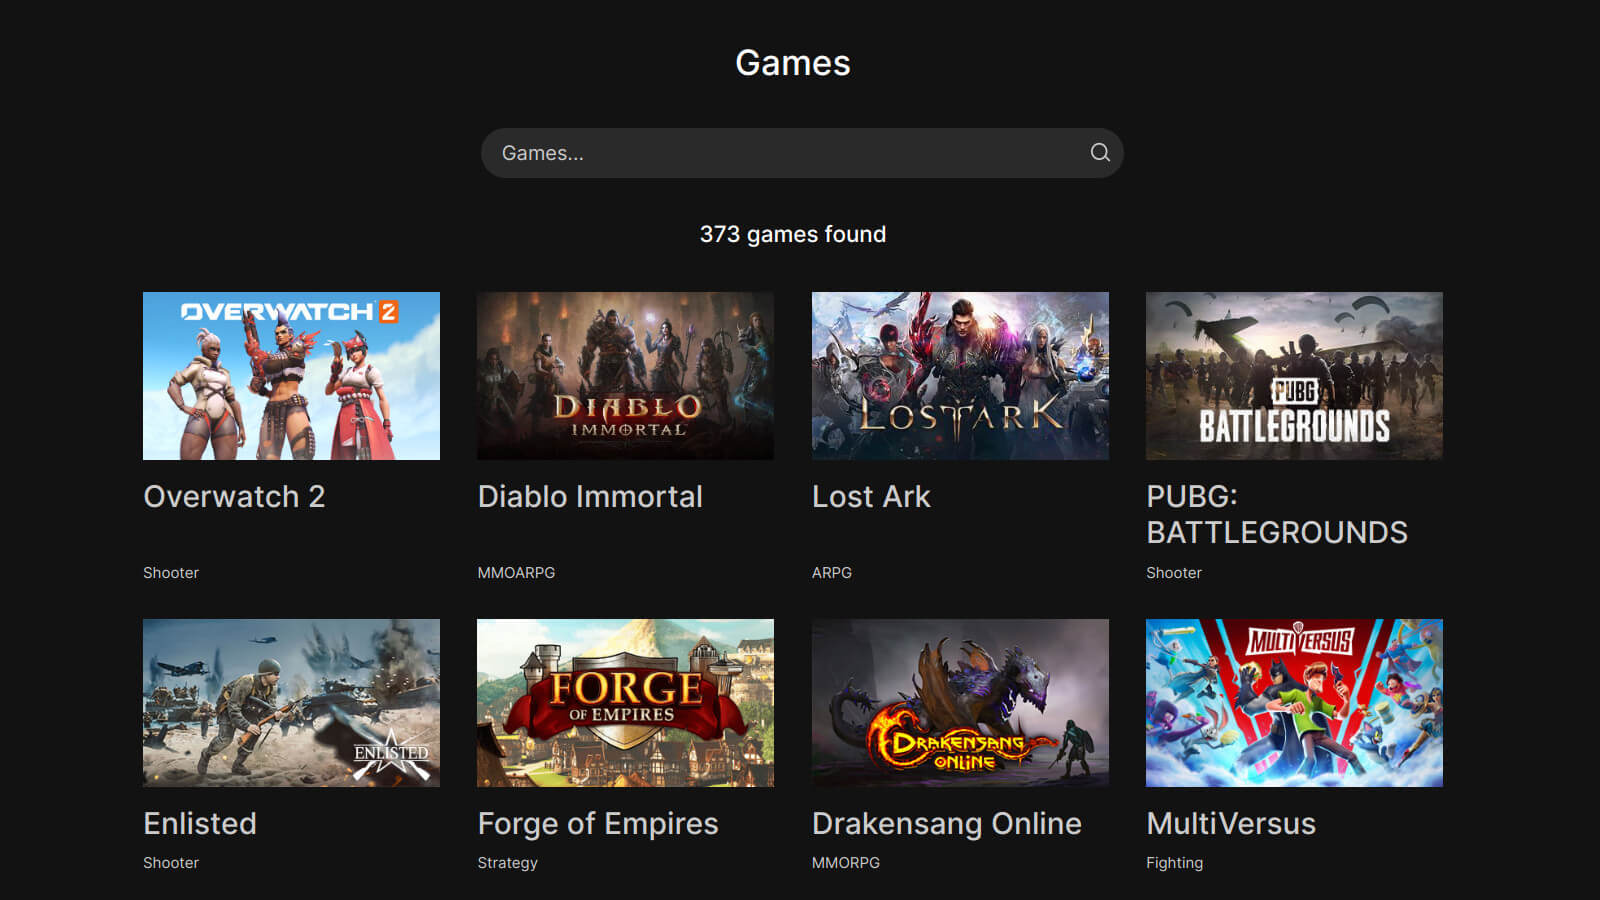 Games
Games...
373 games found
OVERWATCH 2
DIABLO
IMMORTAL
LOST ARK
PUBG
BATTLEGROUNDS
Overwatch 2
Diablo Immortal
Lost Ark
PUBG:
BATTLEGROUNDS
Shooter
MMOARPG
ARPG
Shooter
ENLISTED
FORGE
OF EMPIRES
DRAKENSANG
ONLINE
MULTIVERSUS
Enlisted
Forge of Empires
Drakensang Online
MultiVersus
Shooter
Strategy
MMORPG
Fighting